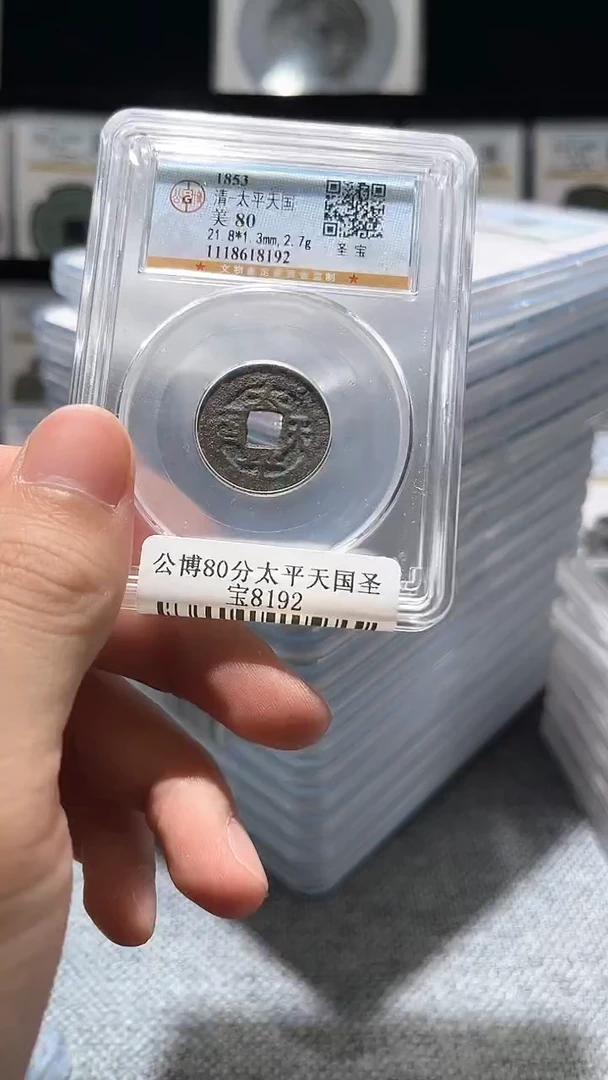 1853
清-太平天国
美 80
21.8*1.3mm,2.7g
圣 宝
1118618192
公博80分太平天国圣
宝8192